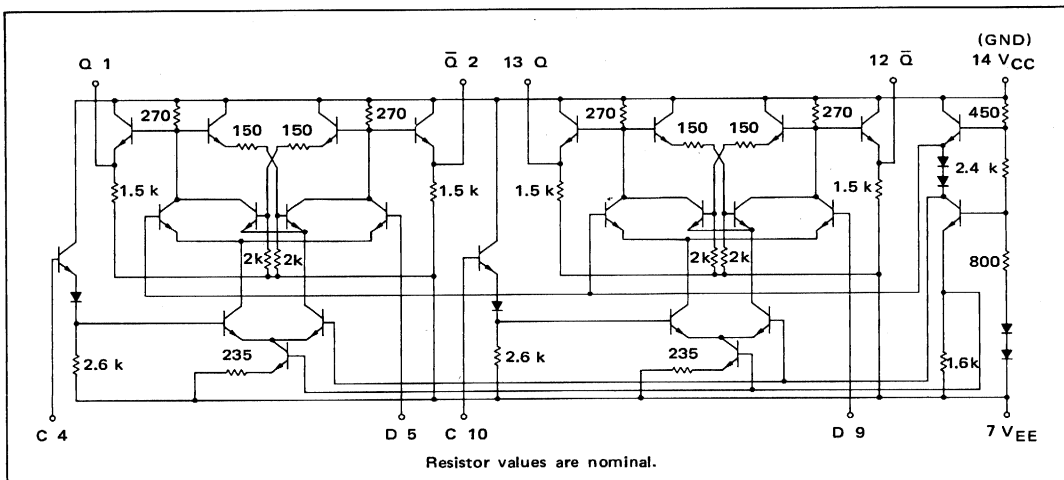 (GND)
Q 1
Q̄ 2
13 Q
12 Q̄
14 VCC
270
150
150
270
270
150
150
270
450
1.5 k
1.5 k
1.5 k
1.5 k
2.4 k
2k
2k
2k
2k
800
2.6 k
235
2.6 k
235
1.6k
C 4
D 5
C 10
D 9
7 VEE
Resistor values are nominal.